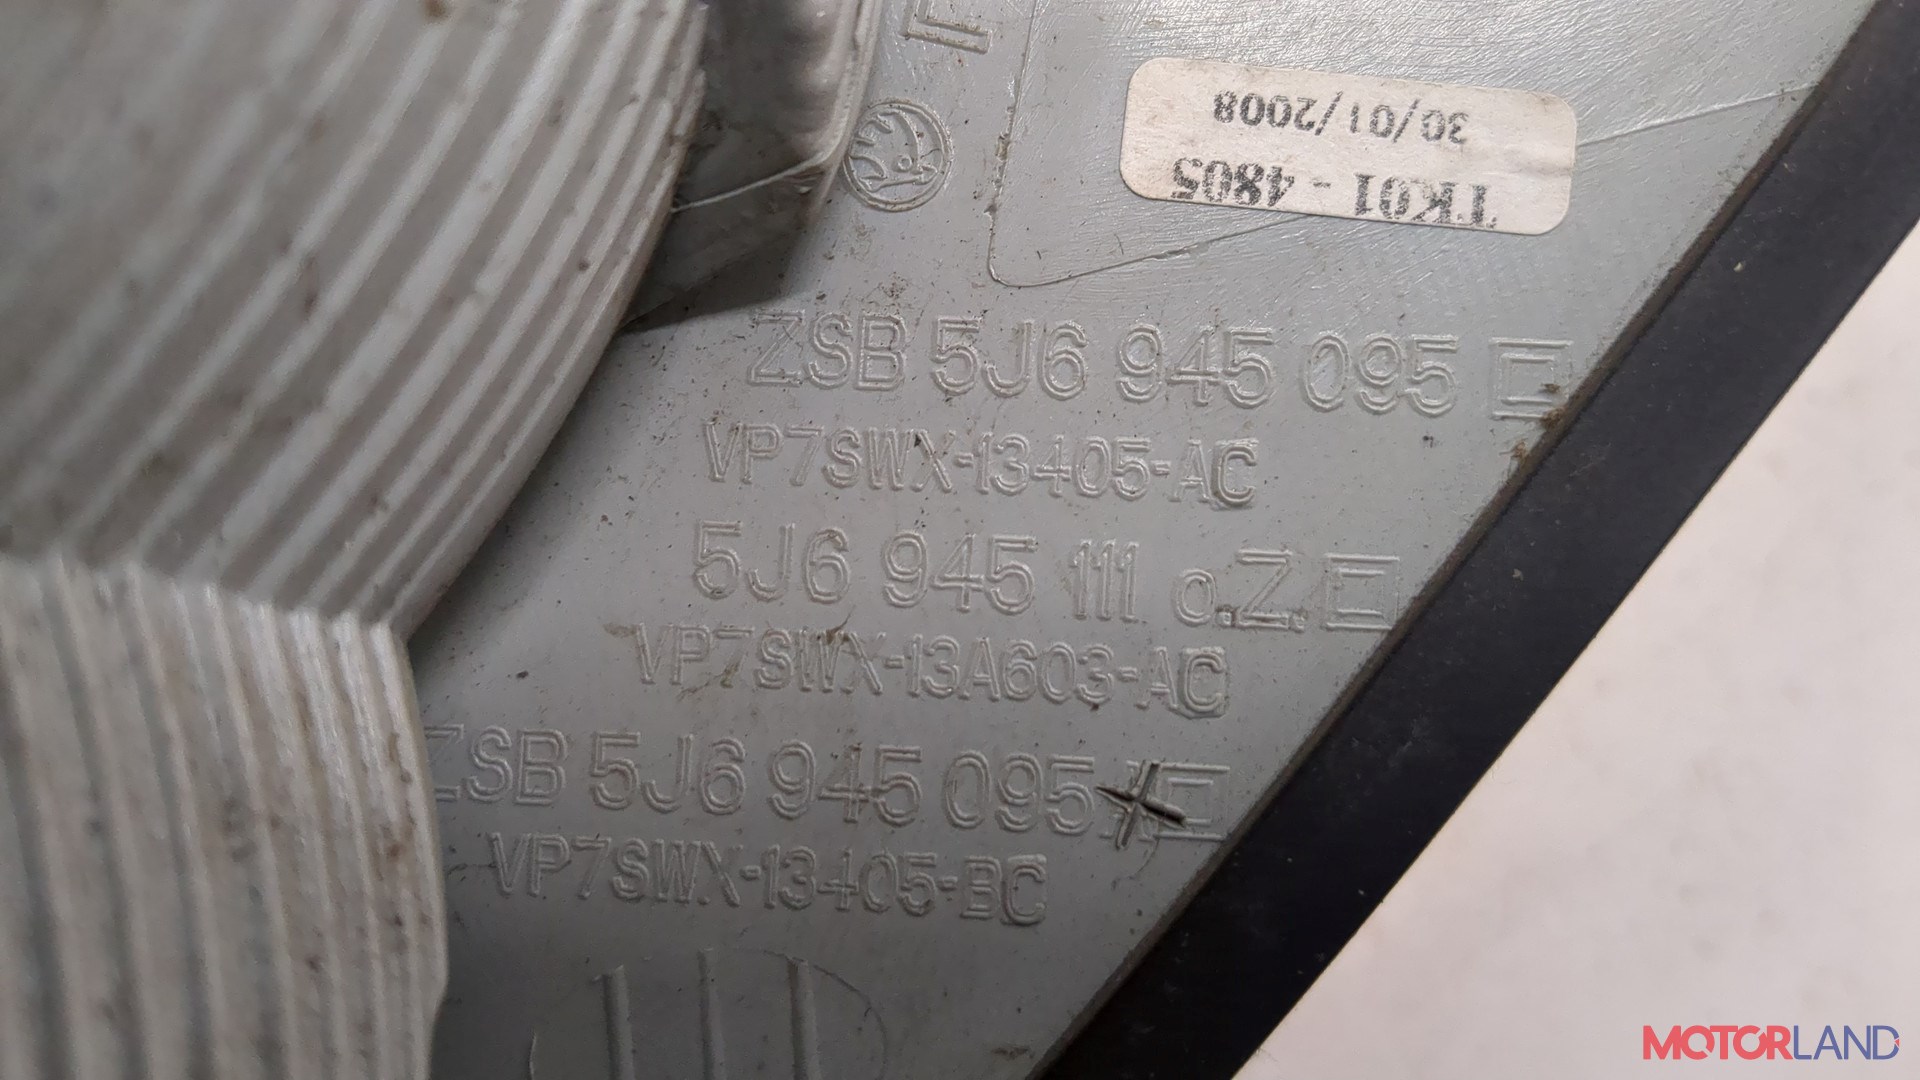 L
30/01/2008
TK01 - 4805
ZSB 5J6 945 095
VP7SWX-13405-AC
5J6 945 111 o.Z.
VP7SWX-13A603-AC
ZSB 5J6 945 095
VP7SWX-13405-BC
MOTORLAND